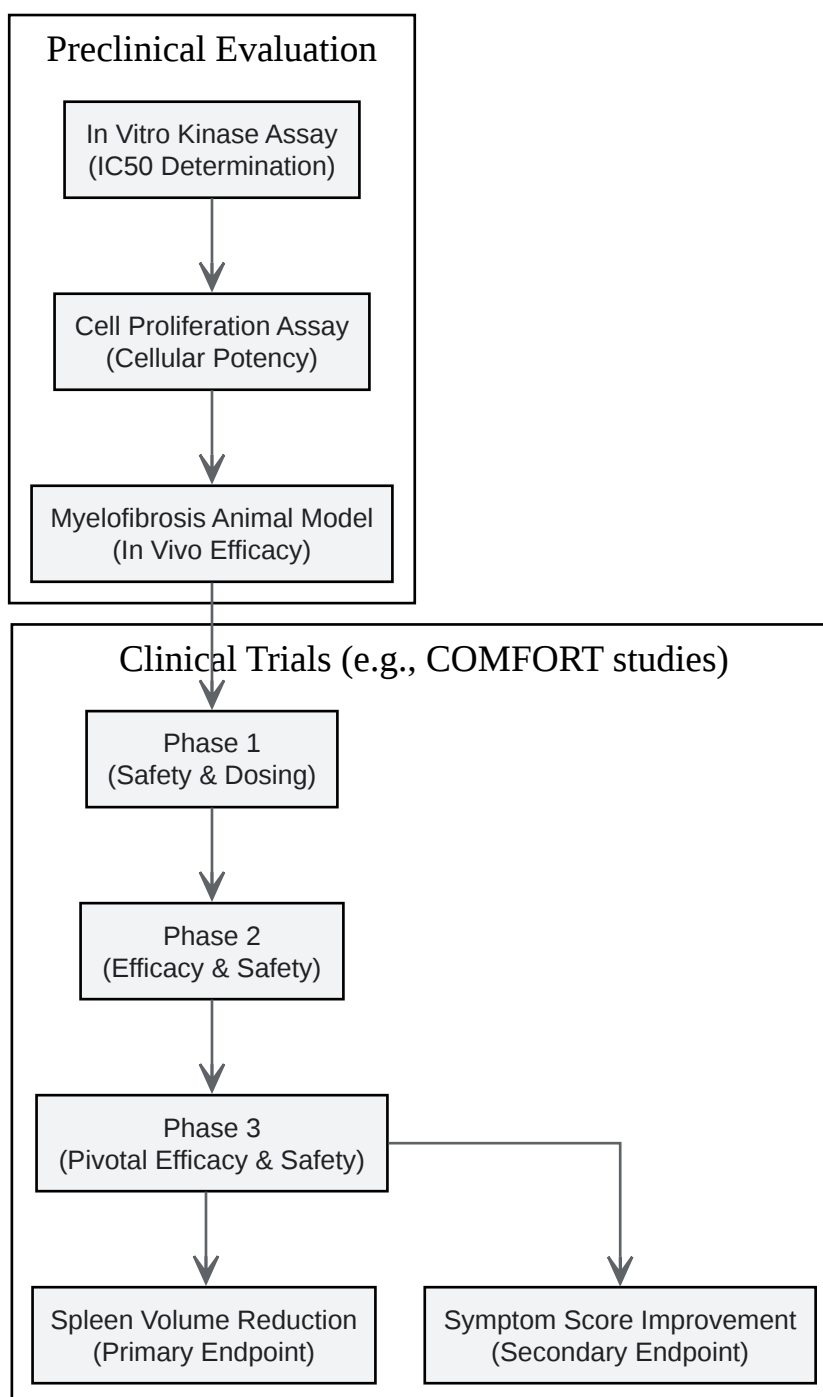 Preclinical Evaluation
In Vitro Kinase Assay
(IC50 Determination)
Cell Proliferation Assay
(Cellular Potency)
Myelofibrosis Animal Model
(In Vivo Efficacy)
Clinical Trials (e.g., COMFORT studies)
Phase 1
(Safety & Dosing)
Phase 2
(Efficacy & Safety)
Phase 3
(Pivotal Efficacy & Safety)
Spleen Volume Reduction
(Primary Endpoint)
Symptom Score Improvement
(Secondary Endpoint)